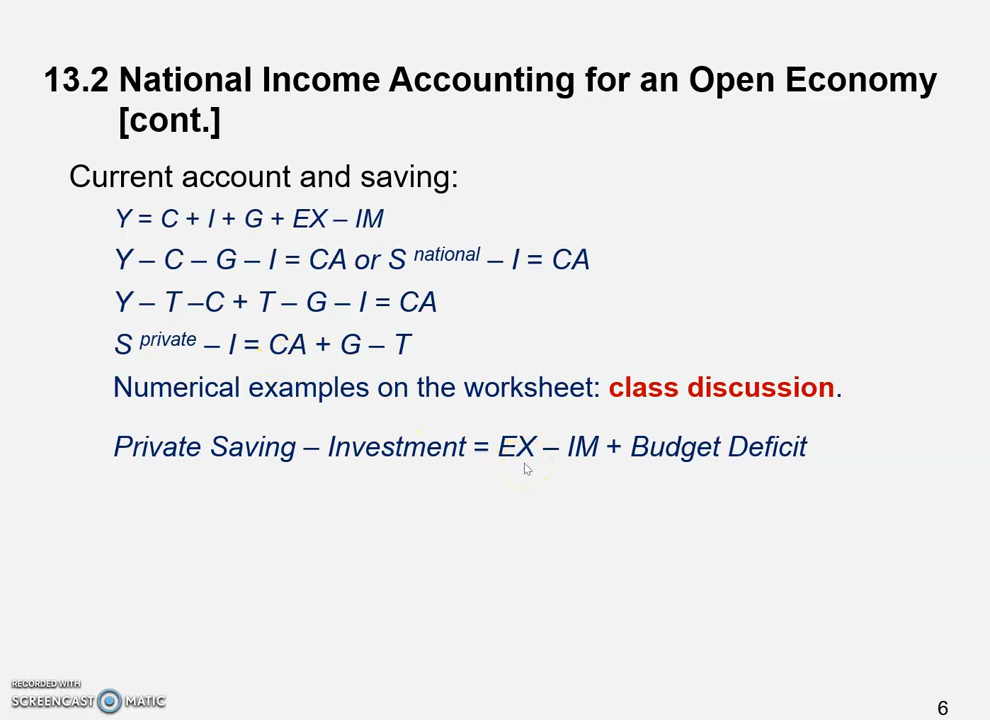 13.2 National Income Accounting for an Open Economy
[cont.]
Current account and saving:
Y = C + I + G + EX – IM
Y – C – G – I = CA or S national – I = CA
Y – T –C + T – G – I = CA
S private – I = CA + G – T
Numerical examples on the worksheet: class discussion.
Private Saving – Investment = EX – IM + Budget Deficit
RECORDED WITH
SCREENCAST MATIC
6